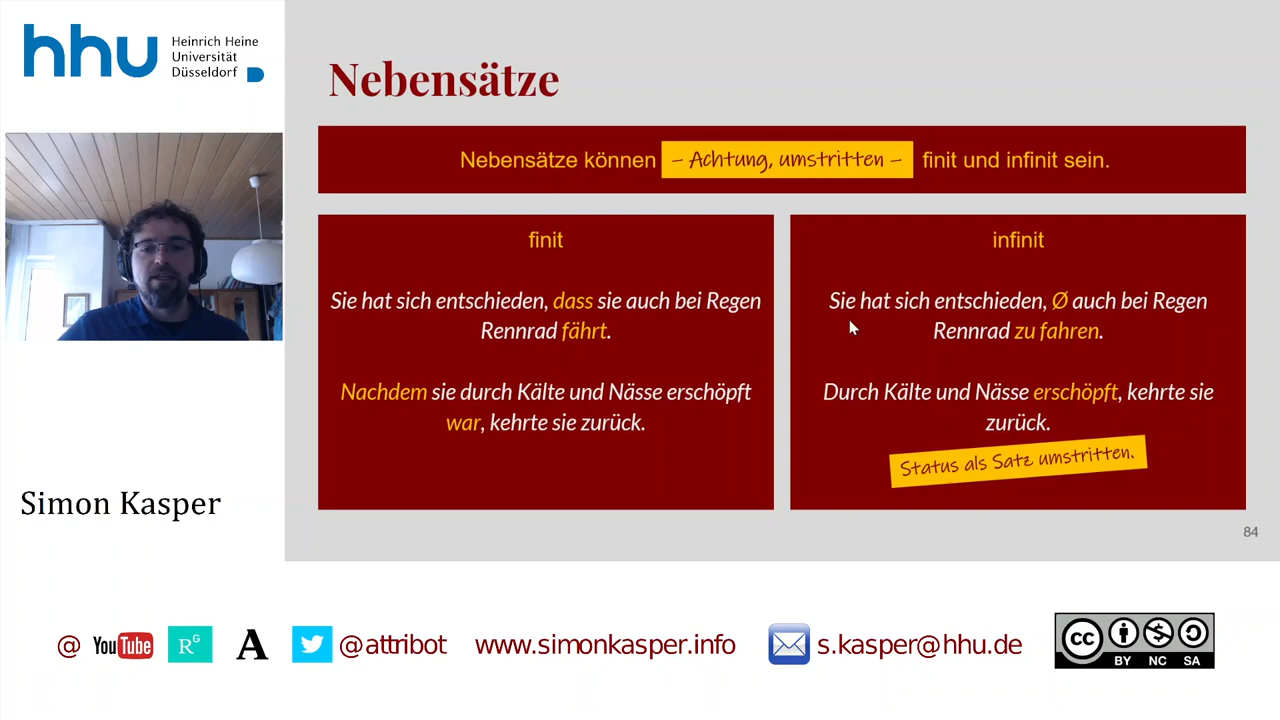 hhu
Heinrich Heine
Universität
Düsseldorf
Nebensätze
Nebensätze können – Achtung, umstritten – finit und infinit sein.
finit
Sie hat sich entschieden, dass sie auch bei Regen
Rennrad fährt.
Nachdem sie durch Kälte und Nässe erschöpft
war, kehrte sie zurück.
infinit
Sie hat sich entschieden, Ø auch bei Regen
Rennrad zu fahren.
Durch Kälte und Nässe erschöpft, kehrte sie
zurück.
Status als Satz umstritten.
84
Simon Kasper
@ YouTube RG A @attribot www.simonkasper.info s.kasper@hhu.de
cc
BY NC SA